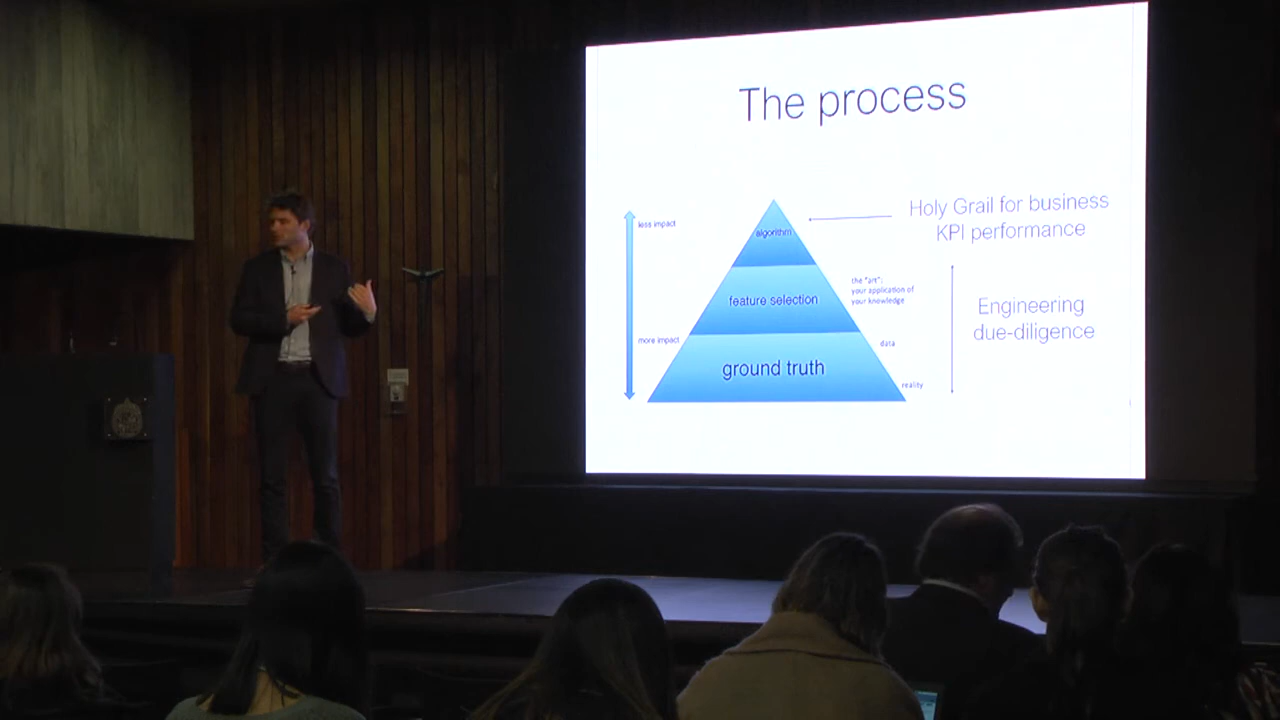 The process
less impact
algorithm
Holy Grail for business
KPI performance
feature selection
the "art":
your application of
your knowledge
Engineering
due-diligence
more impact
data
ground truth
reality